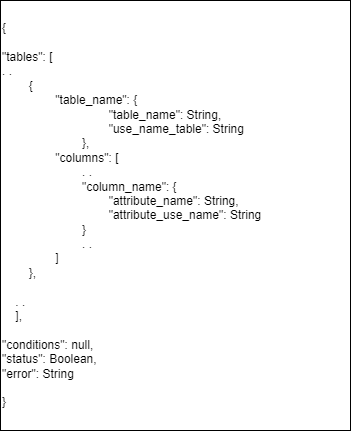 {
"tables": [
. .
{
"table_name": {
"table_name": String,
"use_name_table": String
},
"columns": [
. .
"column_name": {
"attribute_name": String,
"attribute_use_name": String
}
. .
]
},
. .
],
"conditions": null,
"status": Boolean,
"error": String
}